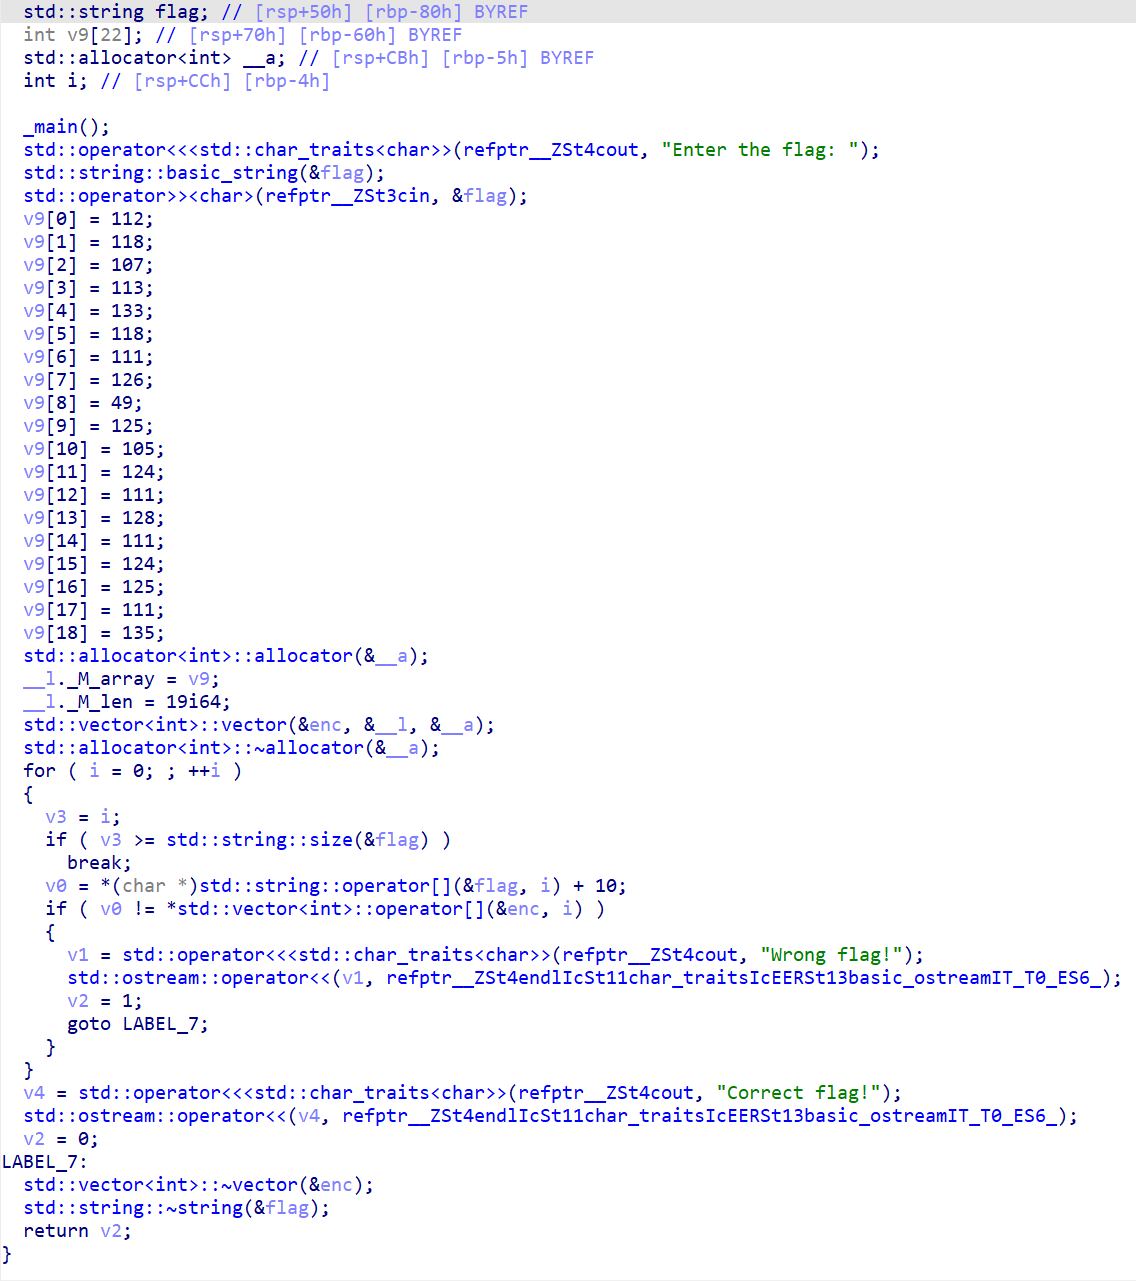 std::string flag; // [rsp+50h] [rbp-80h] BYREF
int v9[22]; // [rsp+70h] [rbp-60h] BYREF
std::allocator<int> __a; // [rsp+CBh] [rbp-5h] BYREF
int i; // [rsp+CCh] [rbp-4h]
_main();
std::operator<<<std::char_traits<char>>(refptr__ZSt4cout, "Enter the flag: ");
std::string::basic_string(&flag);
std::operator>><char>(refptr__ZSt3cin, &flag);
v9[0] = 112;
v9[1] = 118;
v9[2] = 107;
v9[3] = 113;
v9[4] = 133;
v9[5] = 118;
v9[6] = 111;
v9[7] = 126;
v9[8] = 49;
v9[9] = 125;
v9[10] = 105;
v9[11] = 124;
v9[12] = 111;
v9[13] = 128;
v9[14] = 111;
v9[15] = 124;
v9[16] = 125;
v9[17] = 111;
v9[18] = 135;
std::allocator<int>::allocator(&__a);
__l._M_array = v9;
__l._M_len = 19i64;
std::vector<int>::vector(&enc, &__l, &__a);
std::allocator<int>::~allocator(&__a);
for ( i = 0; ; ++i )
{
v3 = i;
if ( v3 >= std::string::size(&flag) )
break;
v0 = *(char *)std::string::operator[](&flag, i) + 10;
if ( v0 != *std::vector<int>::operator[](&enc, i) )
{
v1 = std::operator<<<std::char_traits<char>>(refptr__ZSt4cout, "Wrong flag!");
std::ostream::operator<<(v1, refptr__ZSt4endlIcSt11char_traitsIcEERSt13basic_ostreamIT_T0_ES6_);
v2 = 1;
goto LABEL_7;
}
}
v4 = std::operator<<<std::char_traits<char>>(refptr__ZSt4cout, "Correct flag!");
std::ostream::operator<<(v4, refptr__ZSt4endlIcSt11char_traitsIcEERSt13basic_ostreamIT_T0_ES6_);
v2 = 0;
LABEL_7:
std::vector<int>::~vector(&enc);
std::string::~string(&flag);
return v2;
}